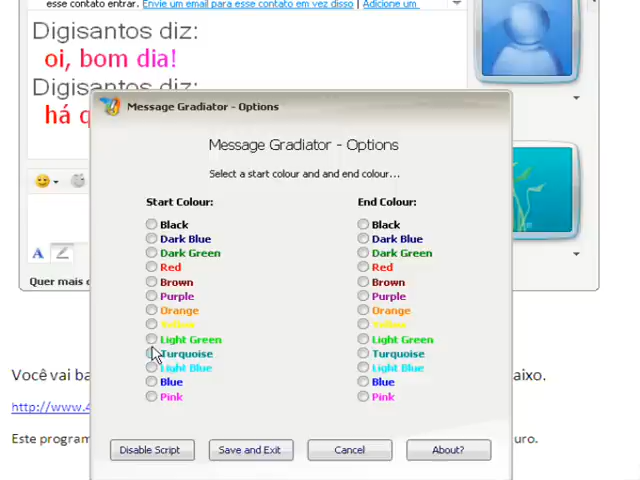 esse contato entrar. Envie um email para esse contato em vez disso | Adicione um
Digisantos diz:
oi, bom dia!
Digisantos diz:
há q
Message Gradiator - Options
Message Gradiator - Options
Select a start colour and and end colour...
Start Colour:
End Colour:
Black
Black
Dark Blue
Dark Blue
Dark Green
Dark Green
Red
Red
Brown
Brown
Purple
Purple
Orange
Orange
Yellow
Yellow
Light Green
Light Green
Turquoise
Turquoise
Light Blue
Light Blue
Blue
Blue
Pink
Pink
A
Quer mais
Disable Script
Save and Exit
Cancel
About?
Você vai ba
aixo.
http://www.4
Este program
uro.